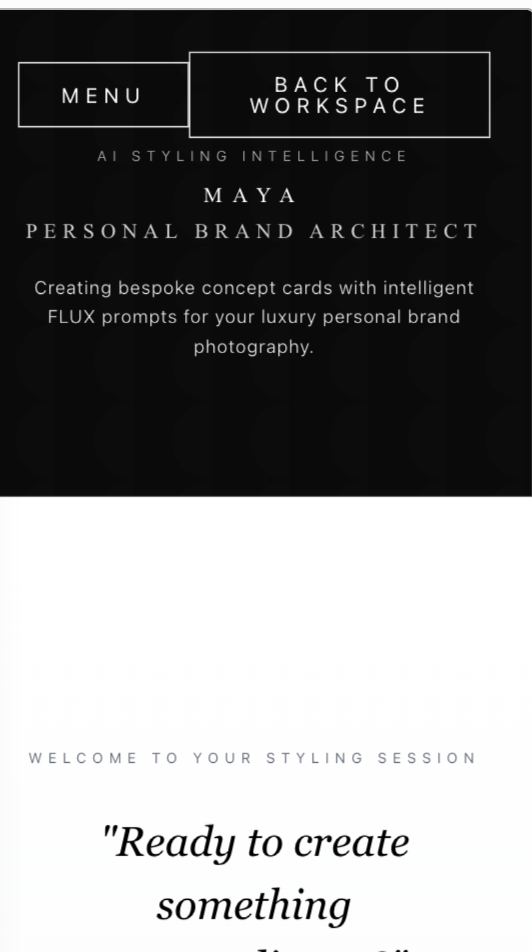 MENU
BACK TO
WORKSPACE
AI STYLING INTELLIGENCE
MAYA
PERSONAL BRAND ARCHITECT
Creating bespoke concept cards with intelligent
FLUX prompts for your luxury personal brand
photography.
WELCOME TO YOUR STYLING SESSION
"Ready to create
something